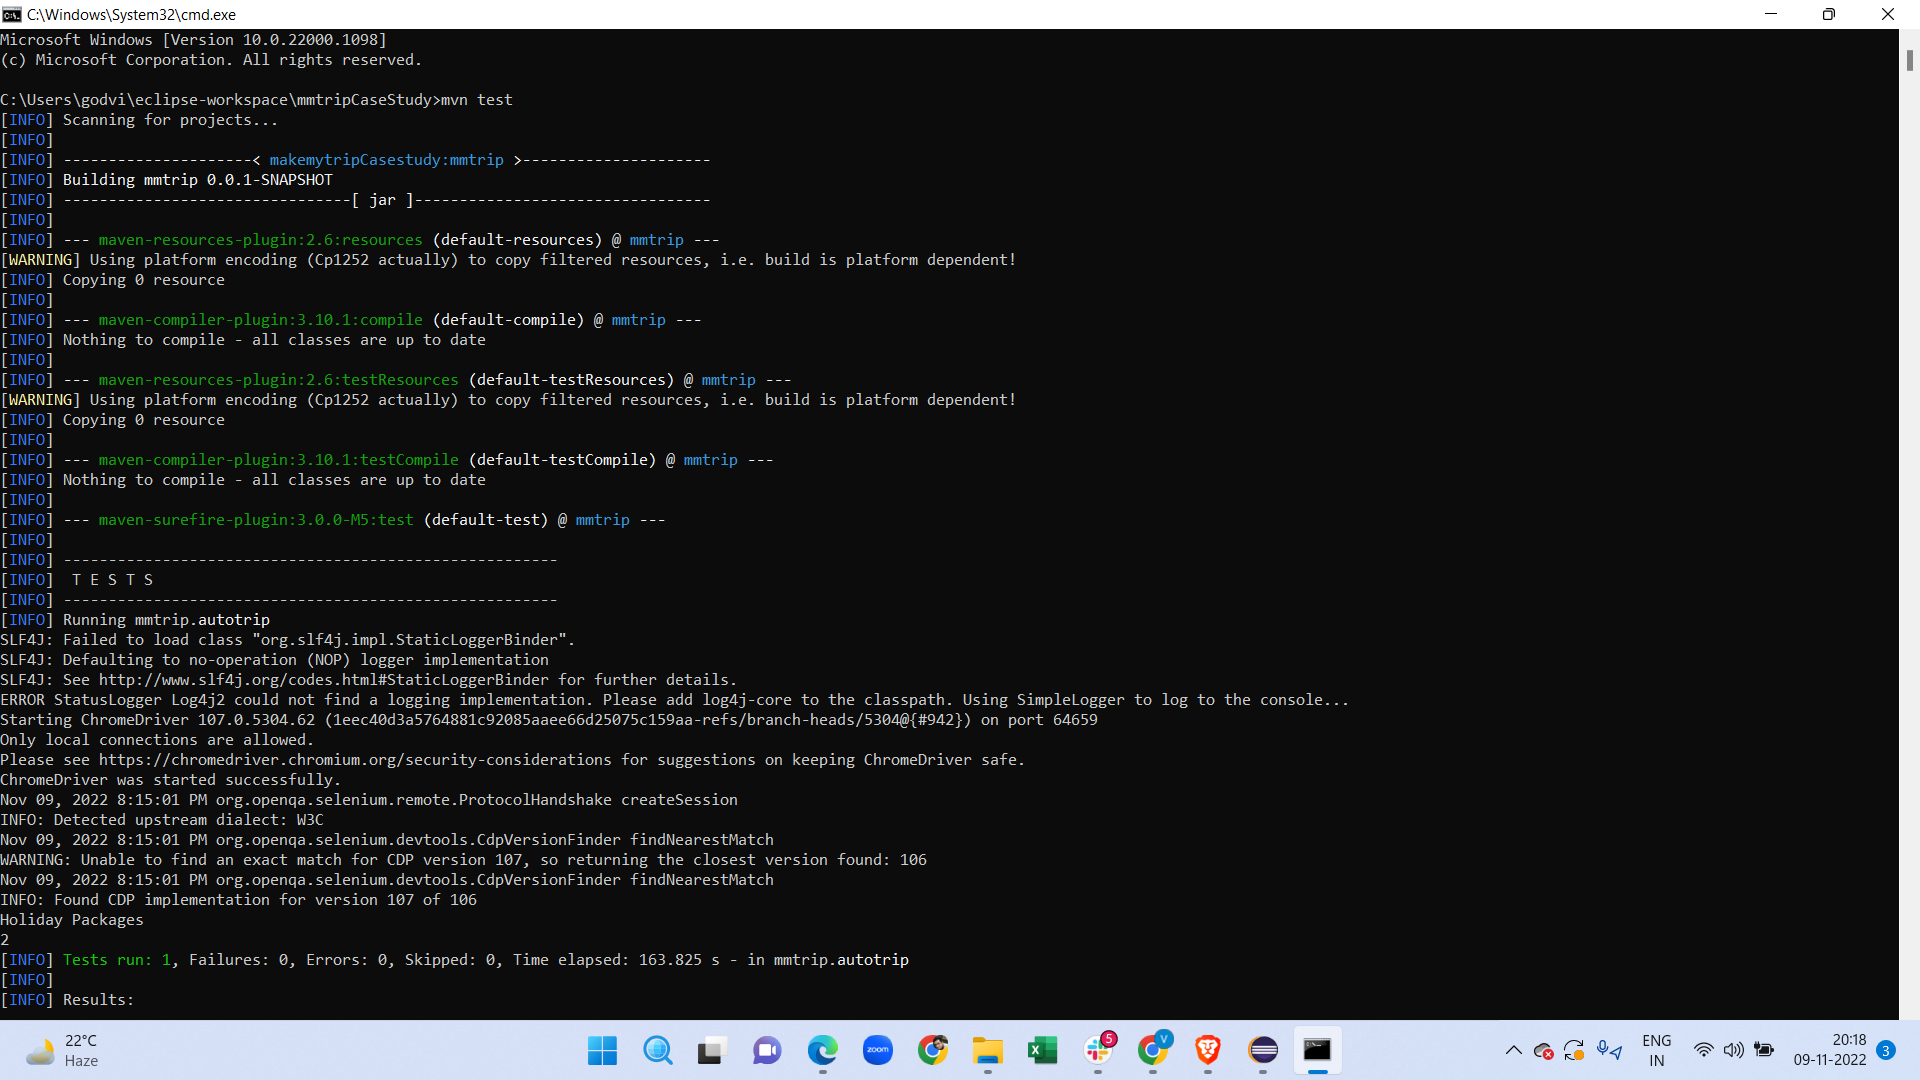 C:\Windows\System32\cmd.exe
Microsoft Windows [Version 10.0.22000.1098]
(c) Microsoft Corporation. All rights reserved.
C:\Users\godvi\eclipse-workspace\mmtripCaseStudy>mvn test
[INFO] Scanning for projects...
[INFO]
[INFO] ---------------------< makemytripCasestudy:mmtrip >---------------------
[INFO] Building mmtrip 0.0.1-SNAPSHOT
[INFO] --------------------------------[ jar ]---------------------------------
[INFO]
[INFO] --- maven-resources-plugin:2.6:resources (default-resources) @ mmtrip ---
[WARNING] Using platform encoding (Cp1252 actually) to copy filtered resources, i.e. build is platform dependent!
[INFO] Copying 0 resource
[INFO]
[INFO] --- maven-compiler-plugin:3.10.1:compile (default-compile) @ mmtrip ---
[INFO] Nothing to compile - all classes are up to date
[INFO]
[INFO] --- maven-resources-plugin:2.6:testResources (default-testResources) @ mmtrip ---
[WARNING] Using platform encoding (Cp1252 actually) to copy filtered resources, i.e. build is platform dependent!
[INFO] Copying 0 resource
[INFO]
[INFO] --- maven-compiler-plugin:3.10.1:testCompile (default-testCompile) @ mmtrip ---
[INFO] Nothing to compile - all classes are up to date
[INFO]
[INFO] --- maven-surefire-plugin:3.0.0-M5:test (default-test) @ mmtrip ---
[INFO]
[INFO] -------------------------------------------------------
[INFO]  T E S T S
[INFO] -------------------------------------------------------
[INFO] Running mmtrip.autotrip
SLF4J: Failed to load class "org.slf4j.impl.StaticLoggerBinder".
SLF4J: Defaulting to no-operation (NOP) logger implementation
SLF4J: See http://www.slf4j.org/codes.html#StaticLoggerBinder for further details.
ERROR StatusLogger Log4j2 could not find a logging implementation. Please add log4j-core to the classpath. Using SimpleLogger to log to the console...
Starting ChromeDriver 107.0.5304.62 (1eec40d3a5764881c92085aaee66d25075c159aa-refs/branch-heads/5304@{#942}) on port 64659
Only local connections are allowed.
Please see https://chromedriver.chromium.org/security-considerations for suggestions on keeping ChromeDriver safe.
ChromeDriver was started successfully.
Nov 09, 2022 8:15:01 PM org.openqa.selenium.remote.ProtocolHandshake createSession
INFO: Detected upstream dialect: W3C
Nov 09, 2022 8:15:01 PM org.openqa.selenium.devtools.CdpVersionFinder findNearestMatch
WARNING: Unable to find an exact match for CDP version 107, so returning the closest version found: 106
Nov 09, 2022 8:15:01 PM org.openqa.selenium.devtools.CdpVersionFinder findNearestMatch
INFO: Found CDP implementation for version 107 of 106
Holiday Packages
2
[INFO] Tests run: 1, Failures: 0, Errors: 0, Skipped: 0, Time elapsed: 163.825 s - in mmtrip.autotrip
[INFO]
[INFO] Results:
22°C
Haze
zoom
5
V
ENG
IN
20:18
09-11-2022
3